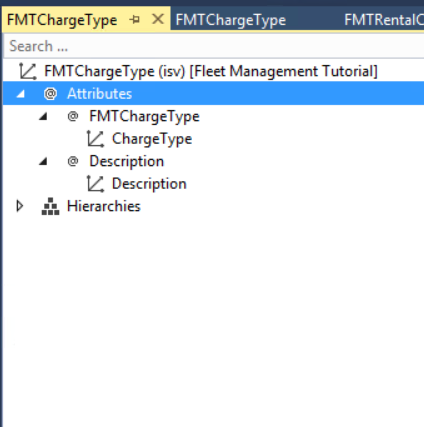 FMTChargeType FMTChargeType FMTRentalC
Search ...
FMTChargeType (isv) [Fleet Management Tutorial]
@ Attributes
@ FMTChargeType
ChargeType
@ Description
Description
Hierarchies